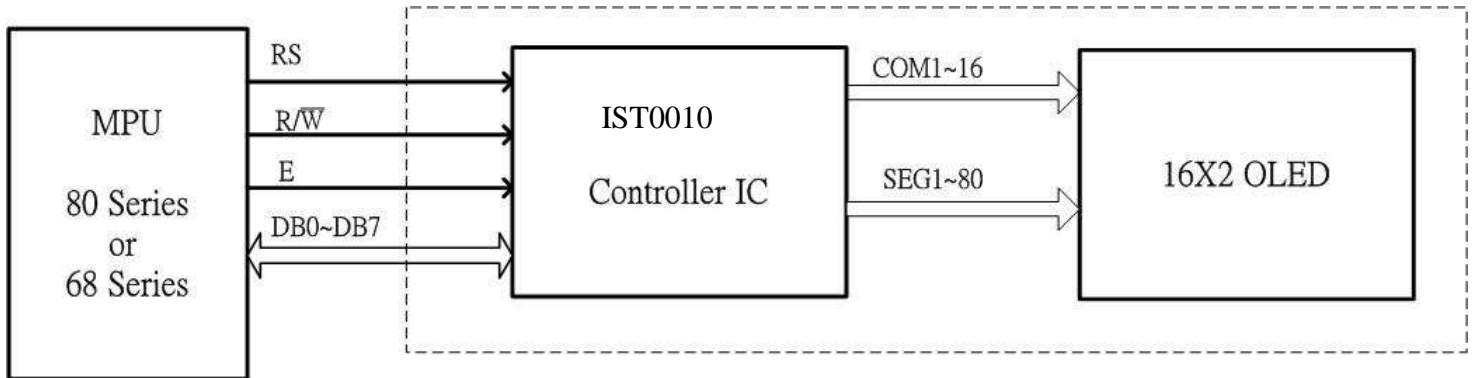 MPU
80 Series
or
68 Series
RS
R/W̅
E
DB0~DB7
IST0010
Controller IC
COM1~16
SEG1~80
16X2 OLED